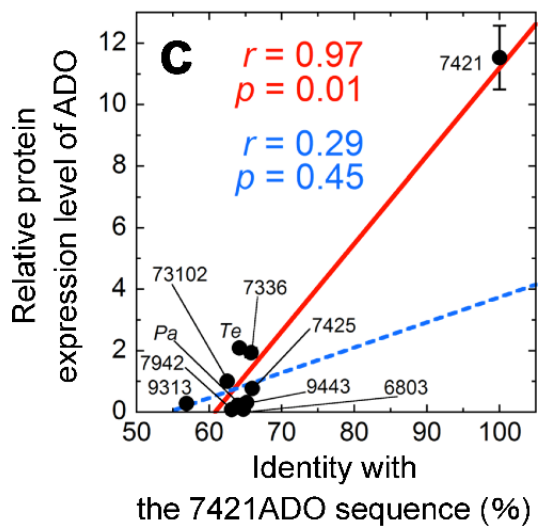 C
r = 0.97
p = 0.01
r = 0.29
p = 0.45
7421
73102
7336
Pa
Te
7425
7942
9313
9443
6803
12
10
8
6
4
2
0
50
60
70
80
90
100
Relative protein
expression level of ADO
Identity with
the 7421ADO sequence (%)